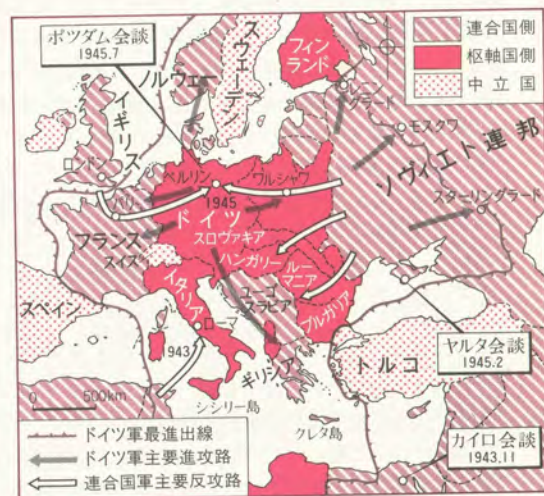 ポツダム会談
1945.7
連合国側
枢軸国側
中立国
スウェーデン
フィン
ランド
ノルウェー
レニン
グラード
モスクワ
ソヴィエト連邦
イギリス
ロンドン
ベルリン
1945
ワルシャワ
スターリングラード
パリ
ドイツ
フランス
スロヴァキア
スイス
ハンガリー
ルー
マニア
イタリア
ユーゴ
スラビア
ブルガリア
スペイン
ローマ
1943
ギリシア
トルコ
ヤルタ会談
1945.2
0 500km
シシリー島
クレタ島
カイロ会談
1943.11
ドイツ軍最進出線
ドイツ軍主要進攻路
連合国軍主要反攻路